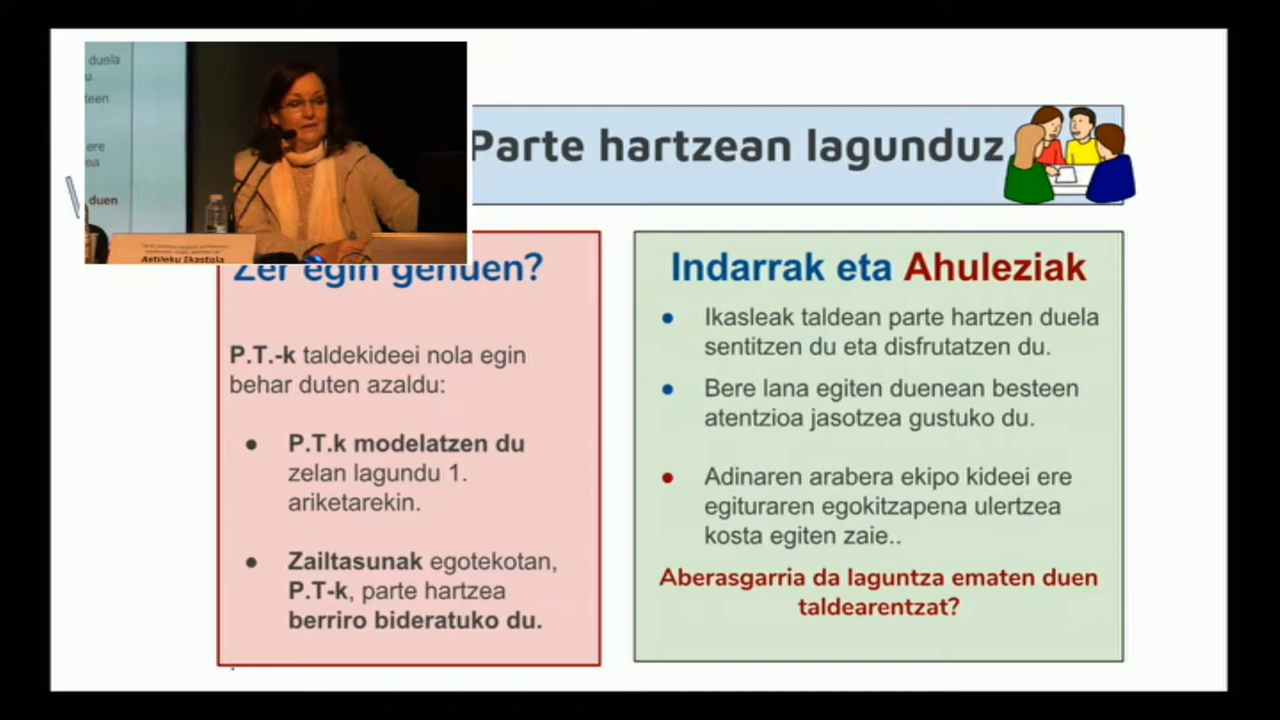 duela
u.
teen
ere
ea
duen
Astileku Ikastola
Parte hartzean lagunduz
Zer egin genuen?
P.T.-k taldekideei nola egin
behar duten azaldu:
● P.T.k modelatzen du
zelan lagundu 1.
ariketarekin.
● Zailtasunak egotekotan,
P.T-k, parte hartzea
berriro bideratuko du.
Indarrak eta Ahuleziak
● Ikasleak taldean parte hartzen duela
sentitzen du eta disfrutatzen du.
● Bere lana egiten duenean besteen
atentzioa jasotzea gustuko du.
● Adinaren arabera ekipo kideei ere
egituraren egokitzapena ulertzea
kosta egiten zaie..
Aberasgarria da laguntza ematen duen
taldearentzat?